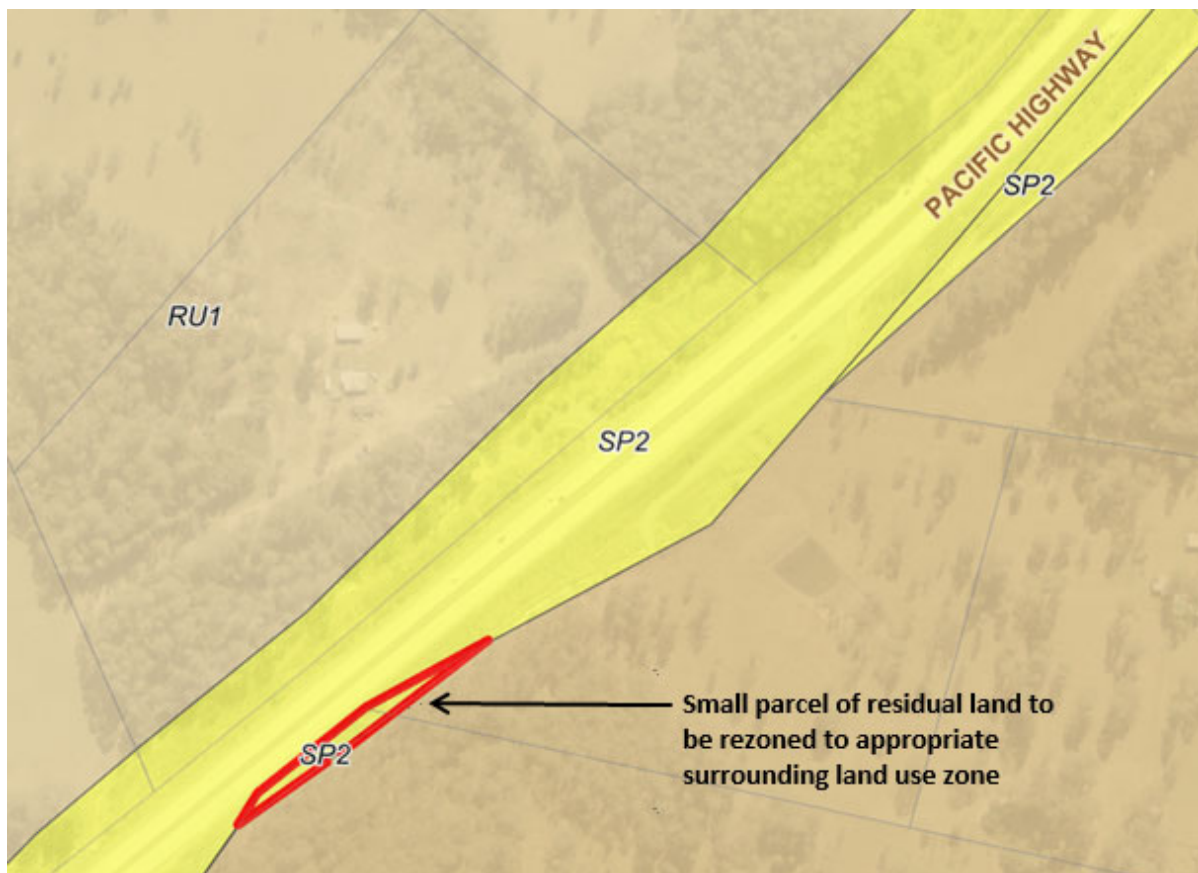 PACIFIC HIGHWAY
SP2
RU1
SP2
Small parcel of residual land to
be rezoned to appropriate
surrounding land use zone
SP2